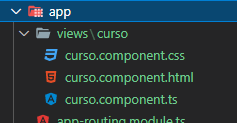 app
views\curso
curso.component.css
curso.component.html
curso.component.ts
app-routing.module.ts